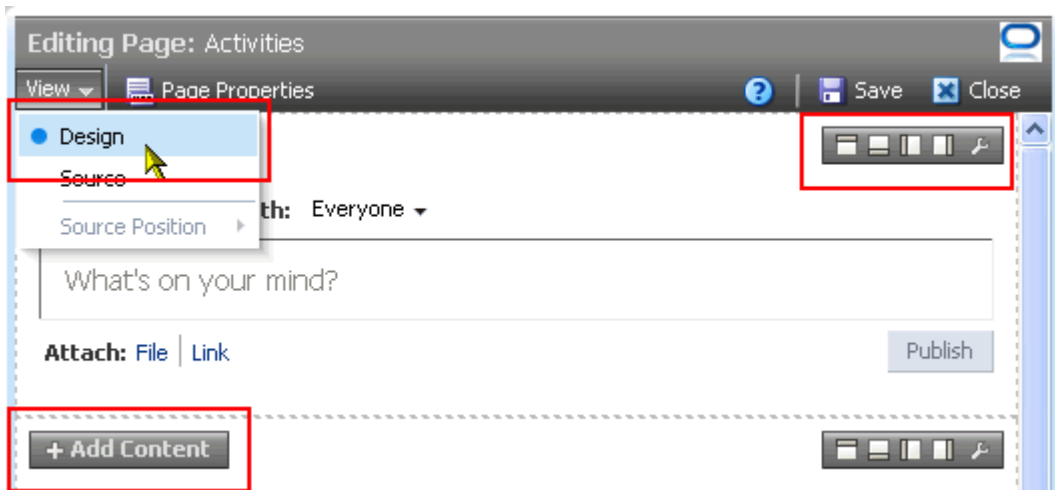 Editing Page: Activities
View Page Properties ? Save Close
Design
Source
th: Everyone
Source Position
What's on your mind?
Attach: File Link
Publish
+ Add Content